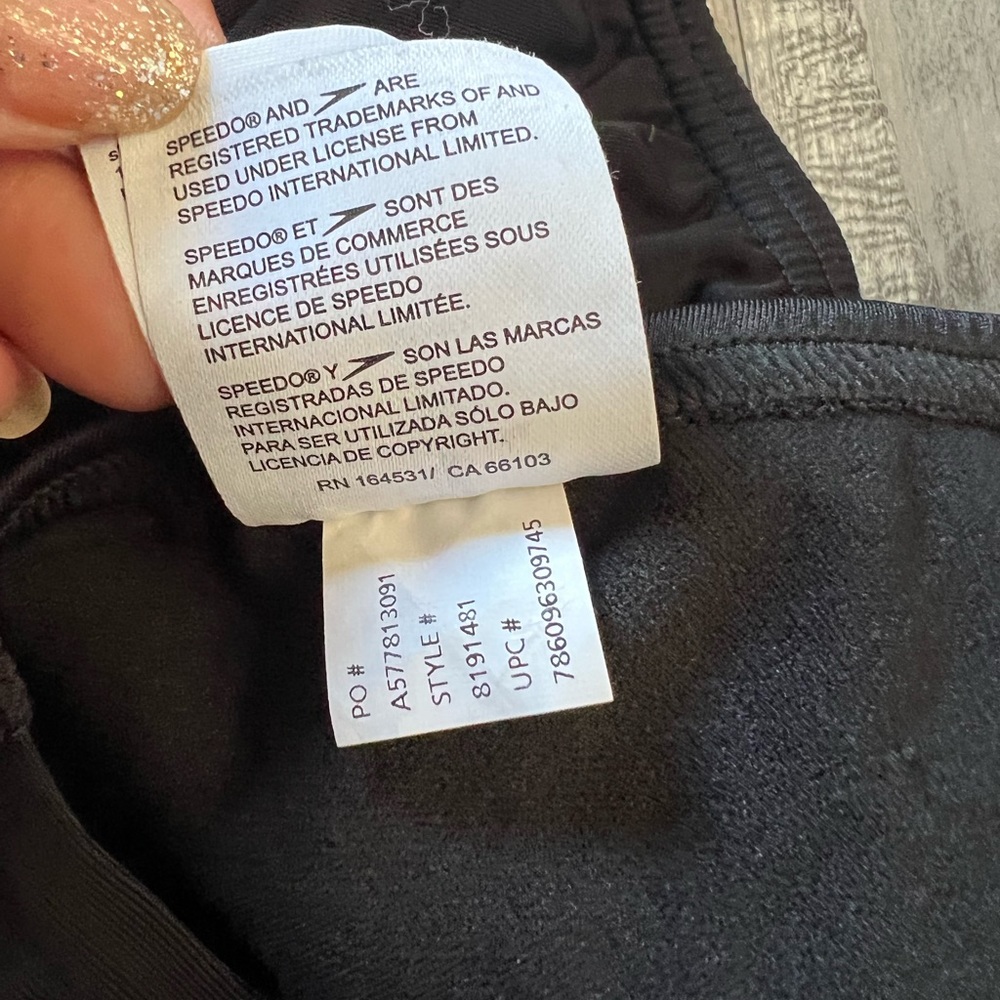 SPEEDO® AND ARE
REGISTERED TRADEMARKS OF AND
USED UNDER LICENSE FROM
SPEEDO INTERNATIONAL LIMITED.
SPEEDO® ET SONT DES
MARQUES DE COMMERCE
ENREGISTRÉES UTILISÉES SOUS
LICENCE DE SPEEDO
INTERNATIONAL LIMITÉE.
SPEEDO® Y SON LAS MARCAS
REGISTRADAS DE SPEEDO
INTERNACIONAL LIMITADO.
PARA SER UTILIZADA SÓLO BAJO
LICENCIA DE COPYRIGHT.
RN 164531/ CA 66103
PO #
A577813091
STYLE #
8191481
UPC #
786096309745